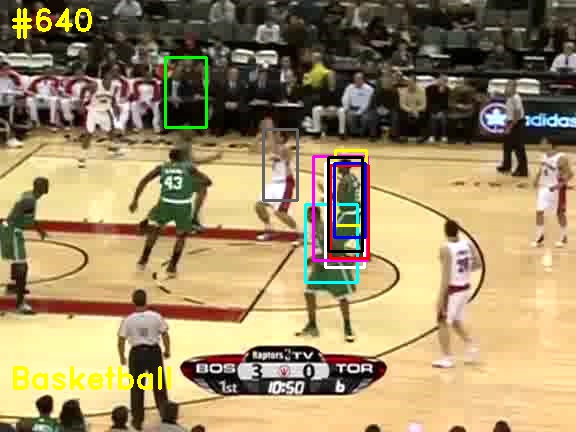 #640
adidas
43
Raptors TV
BOS 3 0 TOR
1st 10:50 6
Basketball